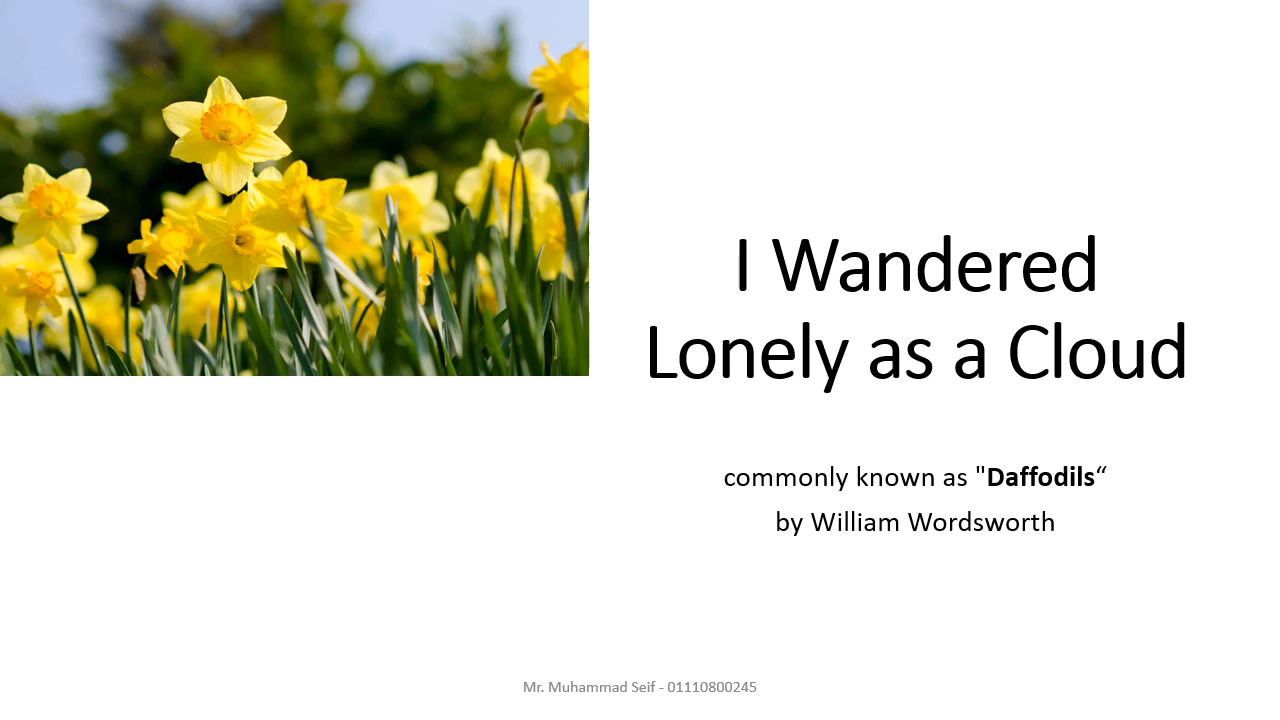 I Wandered
Lonely as a Cloud
commonly known as "Daffodils“
by William Wordsworth
Mr. Muhammad Seif - 01110800245